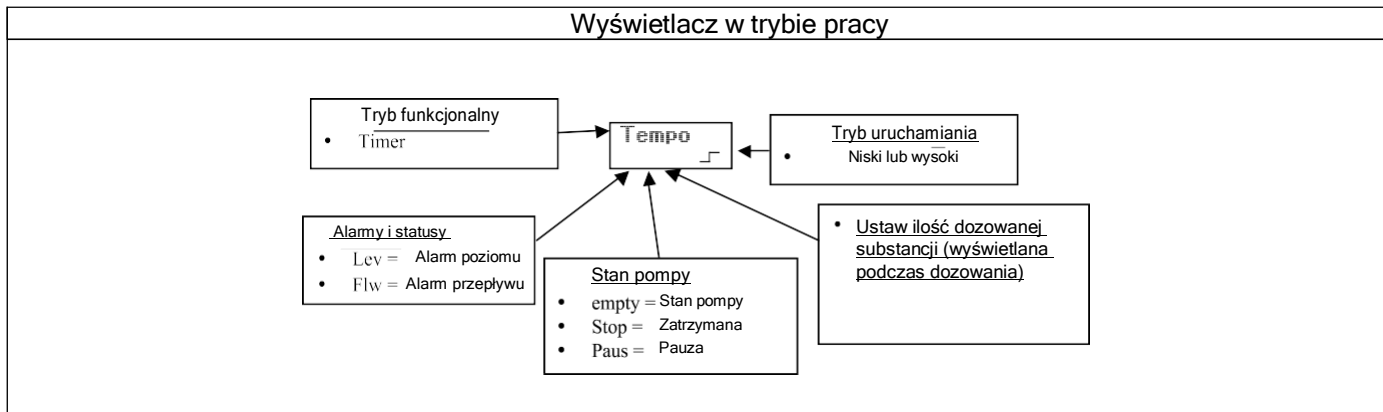 Wyświetlacz w trybie pracy
Tryb funkcjonalny
• Timer
Tempo
Tryb uruchamiania
• Niski lub wysoki
Alarmy i statusy
• Lev = Alarm poziomu
• Flw = Alarm przepływu
Stan pompy
• empty = Stan pompy
• Stop = Zatrzymana
• Paus = Pauza
• Ustaw ilość dozowanej
substancji (wyświetlana
podczas dozowania)